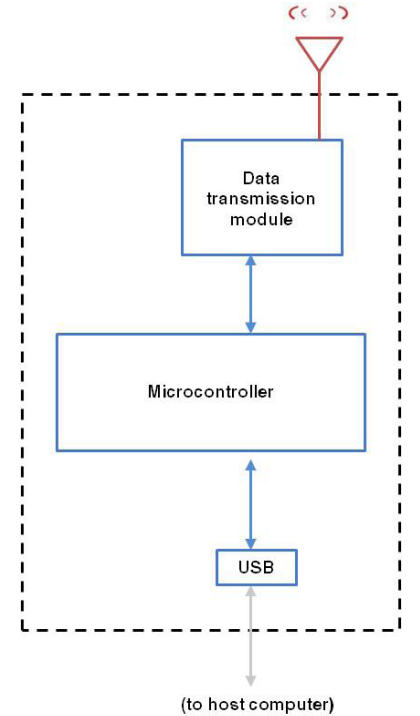 Data
transmission
module
Microcontroller
USB
(to host computer)